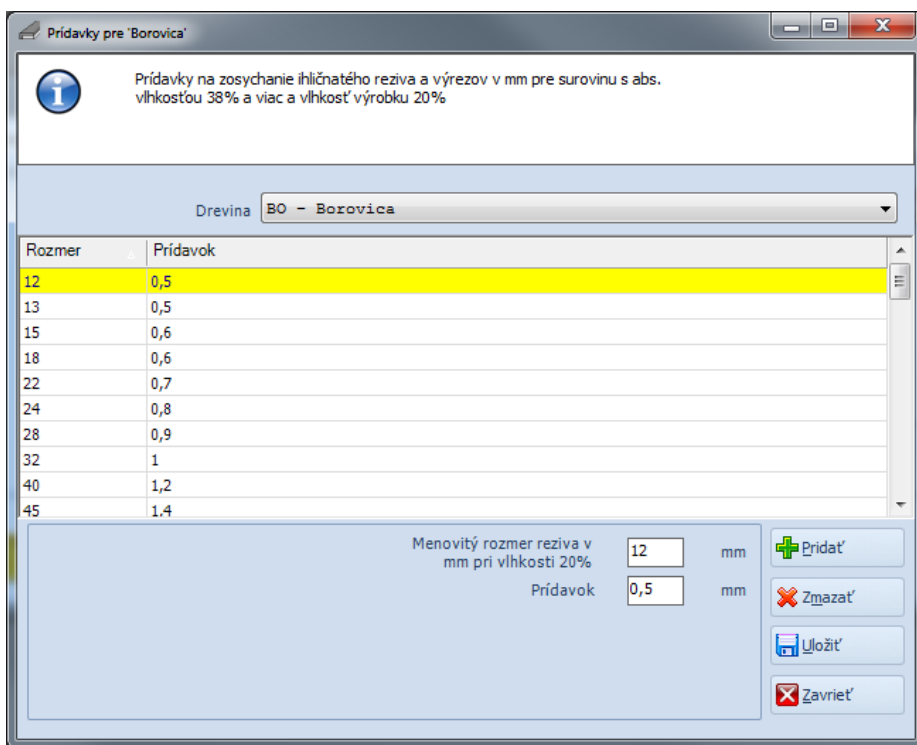 Prídavky pre 'Borovica'
Prídavky na zosychanie ihličnatého reziva a výrezov v mm pre surovinu s abs.
vlhkosťou 38% a viac a vlhkosť výrobku 20%
Drevina BO - Borovica
Rozmer Prídavok
12 0,5
13 0,5
15 0,6
18 0,6
22 0,7
24 0,8
28 0,9
32 1
40 1,2
45 1.4
Menovitý rozmer reziva v
mm pri vlhkosti 20% 12 mm
Prídavok 0,5 mm
Pridať
Zmazať
Uložiť
Zavrieť